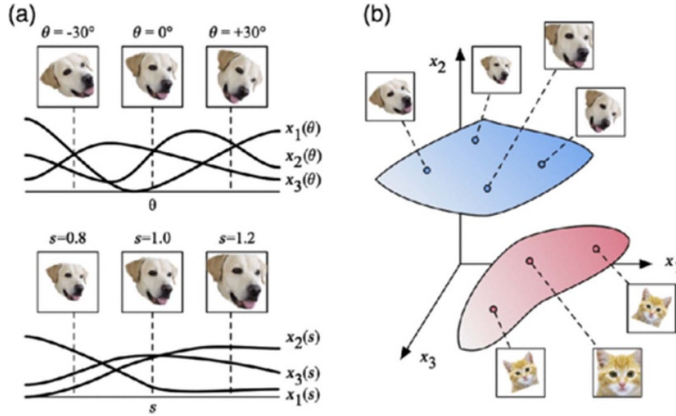 (a)
θ = -30° θ = 0° θ = +30°
x₁(θ)
x₂(θ)
x₃(θ)
θ
s=0.8 s=1.0 s=1.2
x₂(s)
x₃(s)
x₁(s)
s
(b)
x₂
x₃